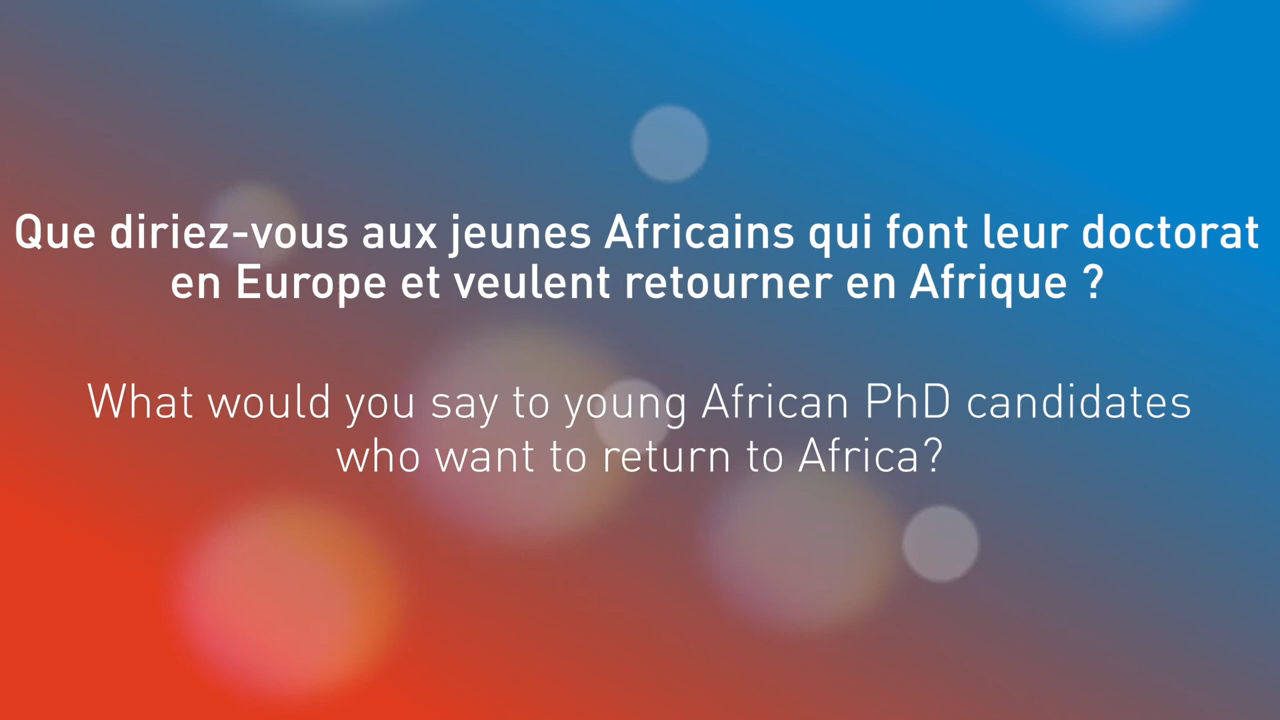 Que diriez-vous aux jeunes Africains qui font leur doctorat
en Europe et veulent retourner en Afrique ?
What would you say to young African PhD candidates
who want to return to Africa?